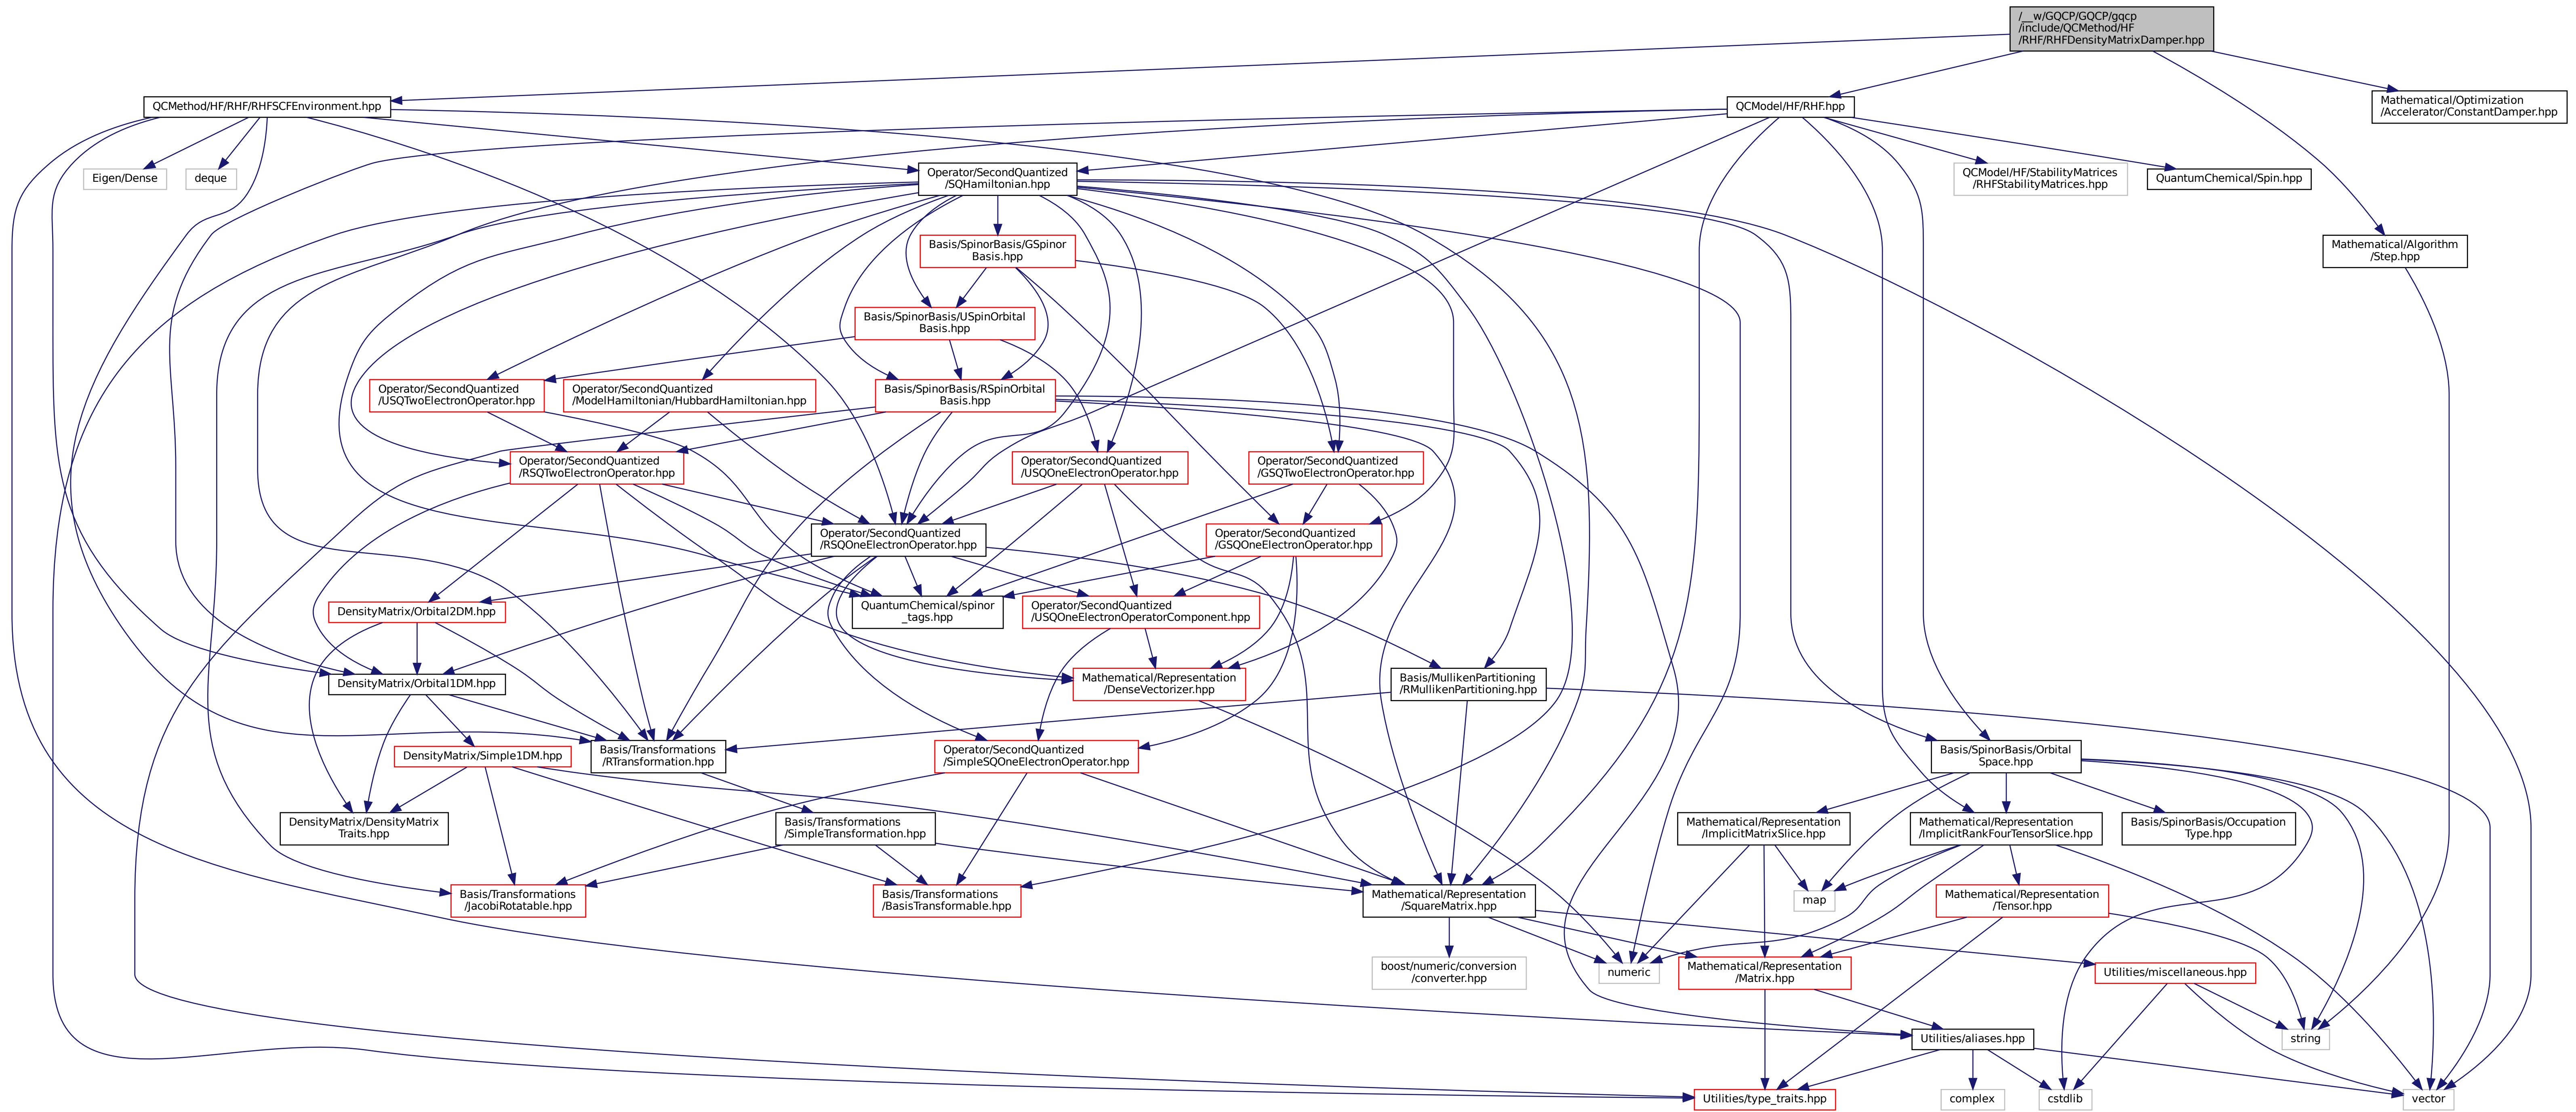 /__w/GQCP/GQCP/gqcp
/include/QCMethod/HF
/RHF/RHFDensityMatrixDamper.hpp
QCMethod/HF/RHF/RHFSCFEnvironment.hpp
QCModel/HF/RHF.hpp
Mathematical/Optimization
/Accelerator/ConstantDamper.hpp
Eigen/Dense
deque
Operator/SecondQuantized
/SQHamiltonian.hpp
QCModel/HF/StabilityMatrices
/RHFStabilityMatrices.hpp
QuantumChemical/Spin.hpp
Basis/SpinorBasis/GSpinor
Basis.hpp
Mathematical/Algorithm
/Step.hpp
Basis/SpinorBasis/USpinOrbital
Basis.hpp
Operator/SecondQuantized
/USQTwoElectronOperator.hpp
Operator/SecondQuantized
/ModelHamiltonian/HubbardHamiltonian.hpp
Basis/SpinorBasis/RSpinOrbital
Basis.hpp
Operator/SecondQuantized
/RSQTwoElectronOperator.hpp
Operator/SecondQuantized
/USQOneElectronOperator.hpp
Operator/SecondQuantized
/GSQTwoElectronOperator.hpp
Operator/SecondQuantized
/RSQOneElectronOperator.hpp
Operator/SecondQuantized
/GSQOneElectronOperator.hpp
DensityMatrix/Orbital2DM.hpp
QuantumChemical/spinor
_tags.hpp
Operator/SecondQuantized
/USQOneElectronOperatorComponent.hpp
DensityMatrix/Orbital1DM.hpp
Mathematical/Representation
/DenseVectorizer.hpp
Basis/MullikenPartitioning
/RMullikenPartitioning.hpp
DensityMatrix/Simple1DM.hpp
Basis/Transformations
/RTransformation.hpp
Operator/SecondQuantized
/SimpleSQOneElectronOperator.hpp
Basis/SpinorBasis/Orbital
Space.hpp
DensityMatrix/DensityMatrix
Traits.hpp
Basis/Transformations
/SimpleTransformation.hpp
Mathematical/Representation
/ImplicitMatrixSlice.hpp
Mathematical/Representation
/ImplicitRankFourTensorSlice.hpp
Basis/SpinorBasis/Occupation
Type.hpp
Basis/Transformations
/JacobiRotatable.hpp
Basis/Transformations
/BasisTransformable.hpp
Mathematical/Representation
/SquareMatrix.hpp
map
Mathematical/Representation
/Tensor.hpp
boost/numeric/conversion
/converter.hpp
numeric
Mathematical/Representation
/Matrix.hpp
Utilities/miscellaneous.hpp
Utilities/aliases.hpp
string
Utilities/type_traits.hpp
complex
cstdlib
vector